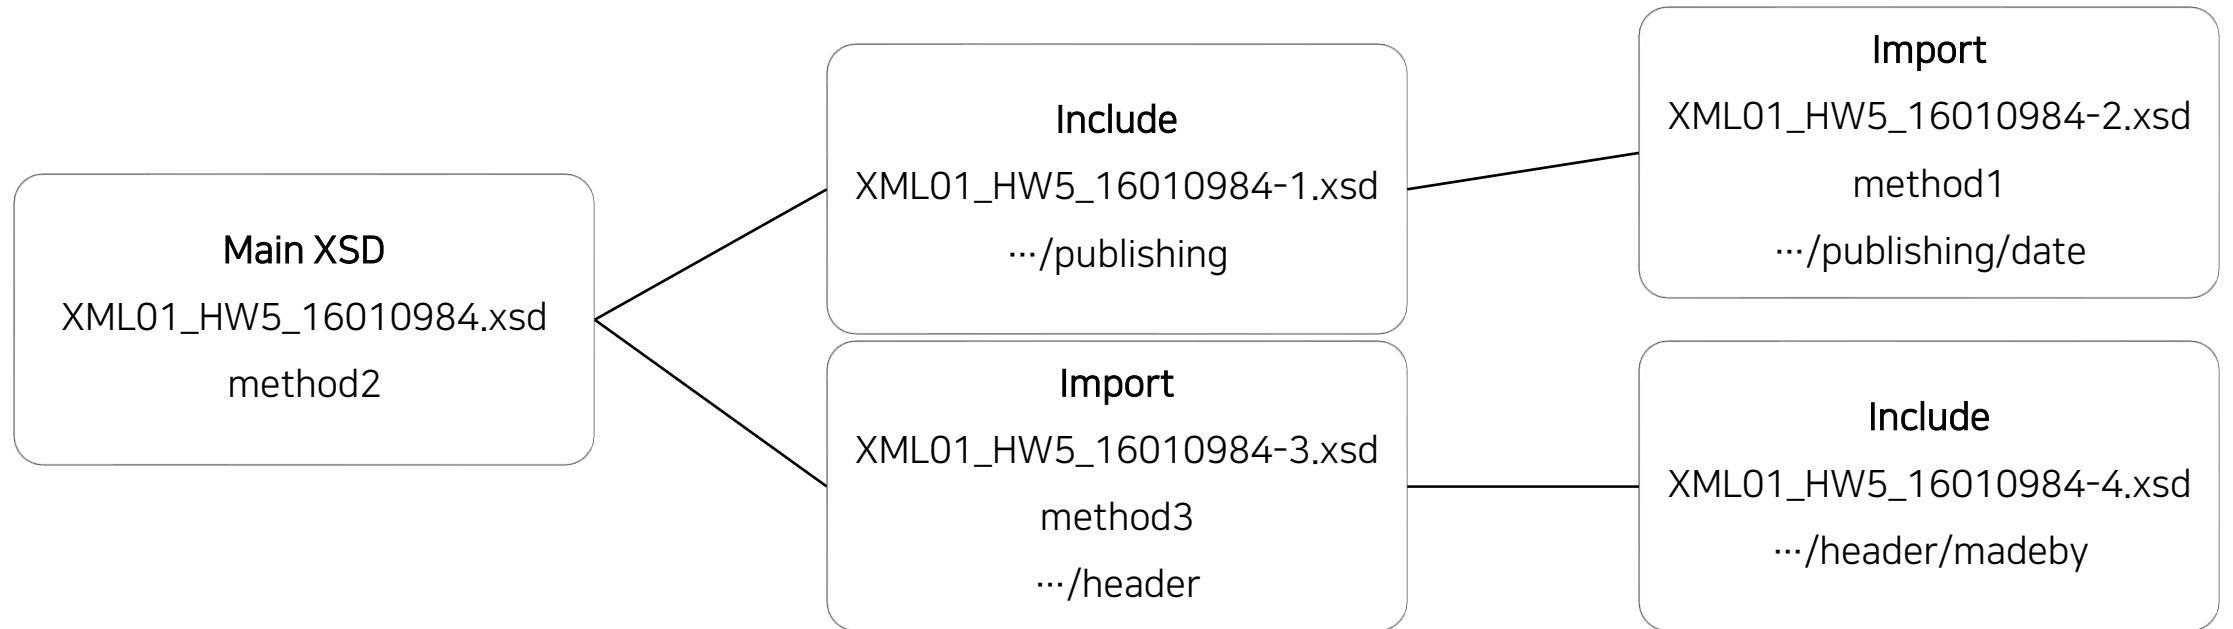 Main XSD
XML01_HW5_16010984.xsd
method2
Include
XML01_HW5_16010984-1.xsd
···/publishing
Import
XML01_HW5_16010984-3.xsd
method3
···/header
Import
XML01_HW5_16010984-2.xsd
method1
···/publishing/date
Include
XML01_HW5_16010984-4.xsd
···/header/madeby